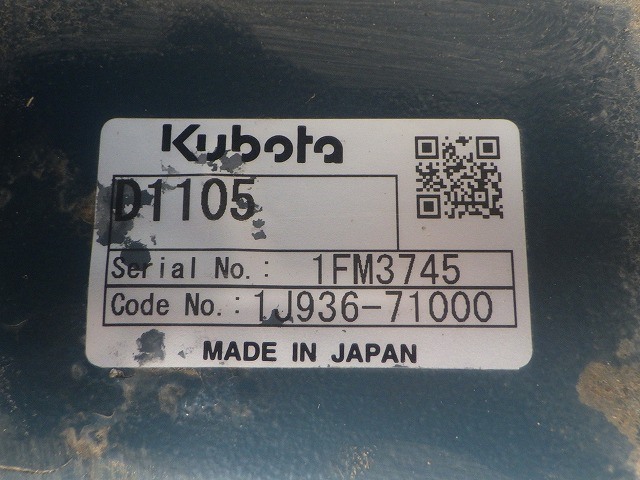 Kubota
D1105
Serial No.: 1FM3745
Code No.: 1J936-71000
MADE IN JAPAN